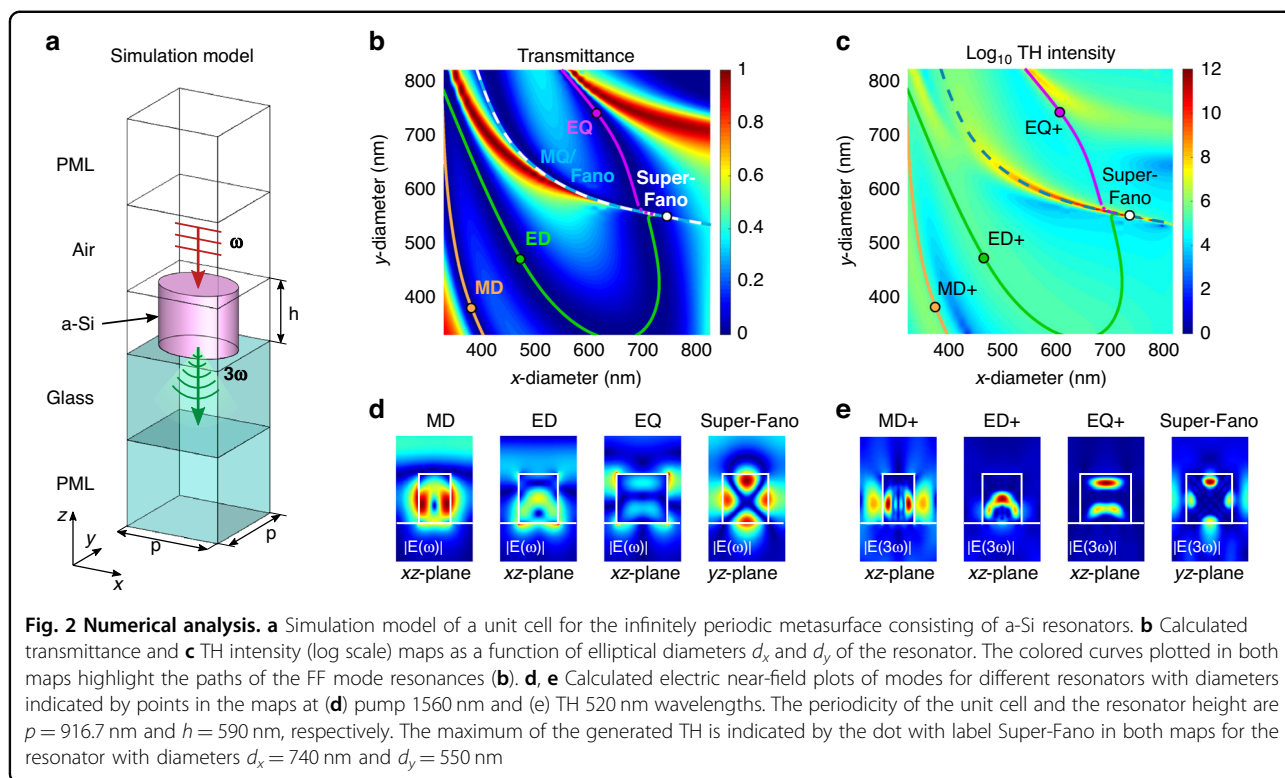 a
Simulation model
PML
Air
ω
a-Si
h
3ω
Glass
PML
z
y
x
p
p
b
Transmittance
800
700
600
500
400
y-diameter (nm)
400 500 600 700 800
x-diameter (nm)
EQ
MQ/
Fano
Super-
Fano
ED
MD
1
0.8
0.6
0.4
0.2
0
c
Log₁₀ TH intensity
800
700
600
500
400
y-diameter (nm)
400 500 600 700 800
x-diameter (nm)
EQ+
Super-
Fano
ED+
MD+
12
10
8
6
4
2
0
d
MD ED EQ Super-Fano
|E(ω)| |E(ω)| |E(ω)| |E(ω)|
xz-plane xz-plane xz-plane yz-plane
e
MD+ ED+ EQ+ Super-Fano
|E(3ω)| |E(3ω)| |E(3ω)| |E(3ω)|
xz-plane xz-plane xz-plane yz-plane
Fig. 2 Numerical analysis. a Simulation model of a unit cell for the infinitely periodic metasurface consisting of a-Si resonators. b Calculated
transmittance and c TH intensity (log scale) maps as a function of elliptical diameters dₓ and d_y of the resonator. The colored curves plotted in both
maps highlight the paths of the FF mode resonances (b). d, e Calculated electric near-field plots of modes for different resonators with diameters
indicated by points in the maps at (d) pump 1560 nm and (e) TH 520 nm wavelengths. The periodicity of the unit cell and the resonator height are
p = 916.7 nm and h = 590 nm, respectively. The maximum of the generated TH is indicated by the dot with label Super-Fano in both maps for the
resonator with diameters dₓ = 740 nm and d_y = 550 nm